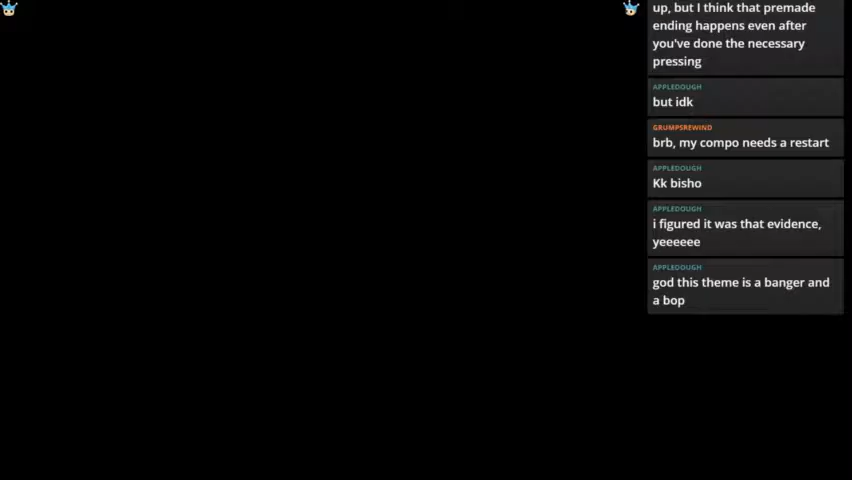 up, but I think that premade
ending happens even after
you've done the necessary
pressing
APPLEDOUGH
but idk
GRUMPSREWIND
brb, my compo needs a restart
APPLEDOUGH
Kk bisho
APPLEDOUGH
i figured it was that evidence,
yeeeeee
APPLEDOUGH
god this theme is a banger and
a bop